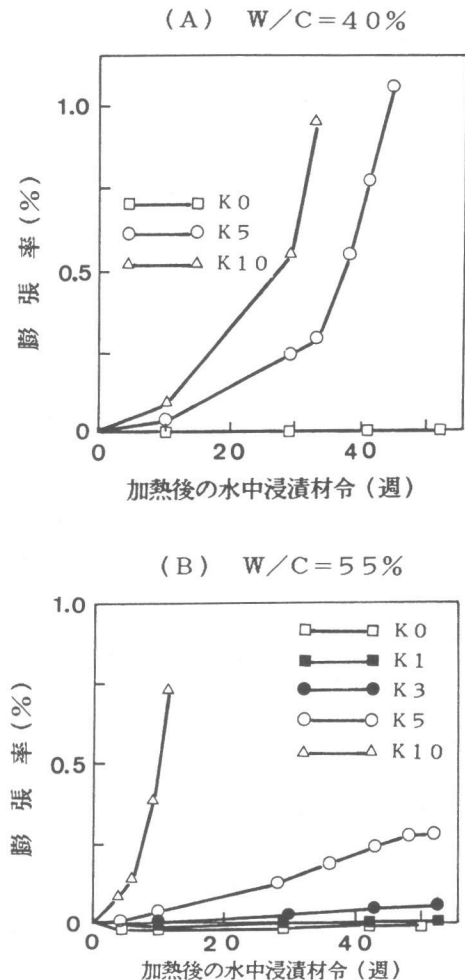 (A) W/C=40%
1.0
0.5
0
膨張率(%)
K0
K5
K10
0 20 40
加熱後の水中浸漬材令(週)
(B) W/C=55%
1.0
0.5
0
膨張率(%)
K0
K1
K3
K5
K10
0 20 40
加熱後の水中浸漬材令(週)